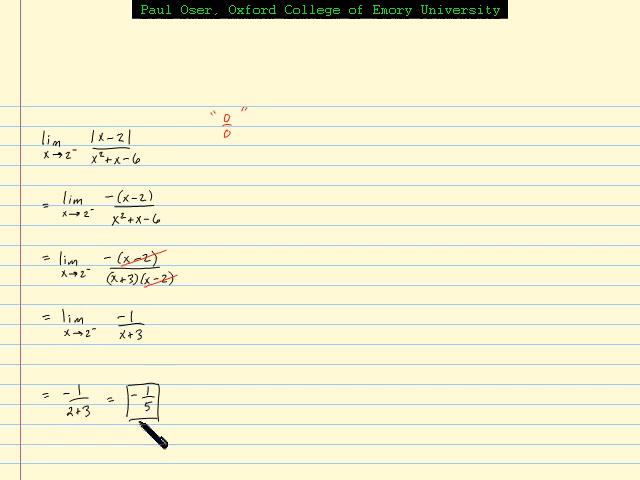 Paul Oser, Oxford College of Emory University
" 0/0 "
lim x→2⁻ |x-2| / x²+x-6
= lim x→2⁻ -(x-2) / x²+x-6
= lim x→2⁻ -(x-2) / (x+3)(x-2)
= lim x→2⁻ -1 / x+3
= -1 / 2+3 = -1/5